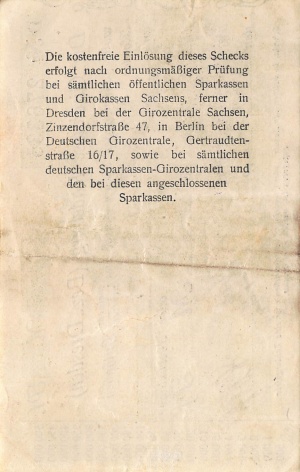 Die kostenfreie Einlösung dieses Schecks
erfolgt nach ordnungsmäßiger Prüfung
bei sämtlichen öffentlichen Sparkassen
und Girokassen Sachsens, ferner in
Dresden bei der Girozentrale Sachsen,
Zinzendorfstraße 47, in Berlin bei der
Deutschen Girozentrale, Gertraudten-
straße 16/17, sowie bei sämtlichen
deutschen Sparkassen-Girozentralen und
den bei diesen angeschlossenen
Sparkassen.